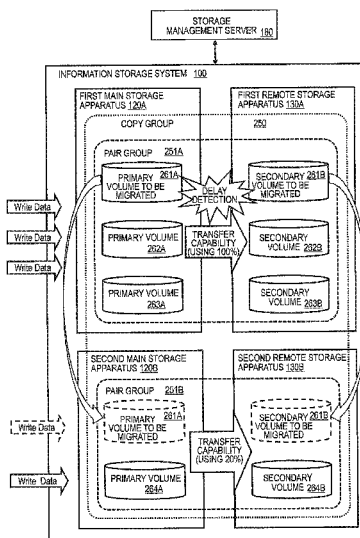 STORAGE
MANAGEMENT SERVER 180
INFORMATION STORAGE SYSTEM 100
FIRST MAIN STORAGE
APPARATUS 120A
FIRST REMOTE STORAGE
APPARATUS 130A
COPY GROUP 250
PAIR GROUP 251A
PRIMARY
261A
VOLUME TO BE
MIGRATED
DELAY
DETECTION
SECONDARY
261B
VOLUME TO BE
MIGRATED
Write Data
Write Data
Write Data
PRIMARY VOLUME
262A
TRANSFER
CAPABILITY
(USING 100%)
SECONDARY
VOLUME 262B
PRIMARY VOLUME
263A
SECONDARY
VOLUME 263B
SECOND MAIN STORAGE
APPARATUS 120B
SECOND REMOTE STORAGE
APPARATUS 130B
PAIR GROUP 251B
PRIMARY 261A
VOLUME TO BE
MIGRATED
SECONDARY 261B
VOLUME TO BE
MIGRATED
Write Data
TRANSFER
CAPABILITY
(USING 20%)
Write Data
PRIMARY VOLUME
264A
SECONDARY
VOLUME 264B